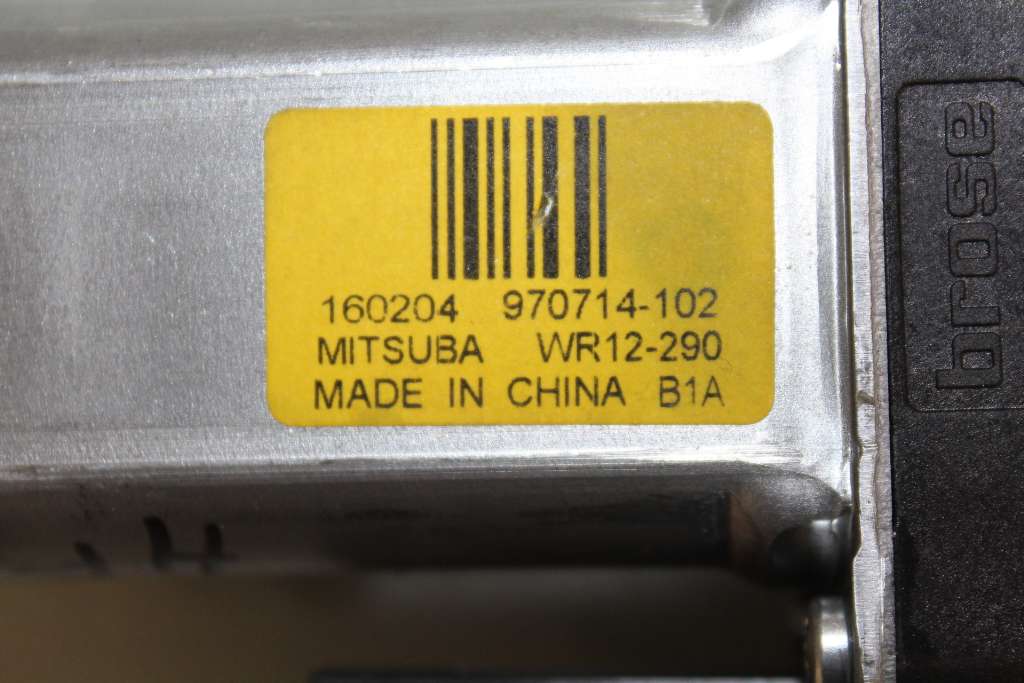 160204 970714-102
MITSUBA WR12-290
MADE IN CHINA B1A
brose